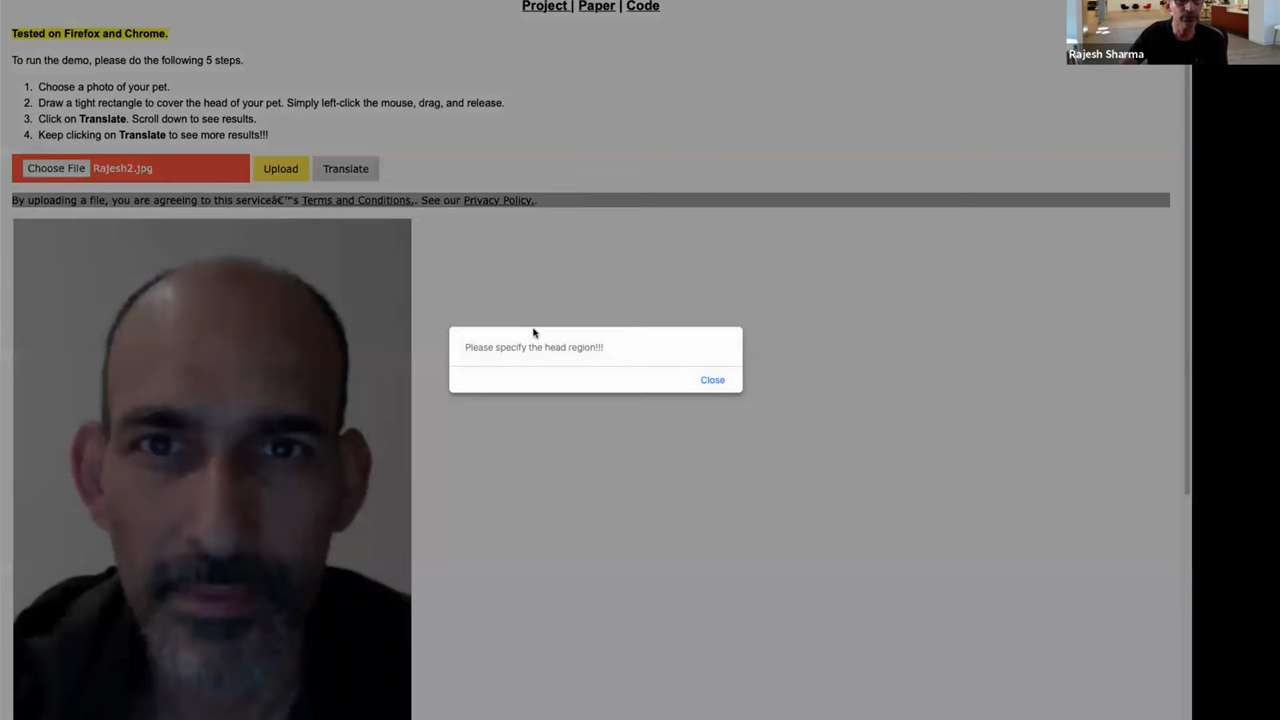 Project | Paper | Code
Rajesh Sharma
Tested on Firefox and Chrome.
To run the demo, please do the following 5 steps.
1. Choose a photo of your pet.
2. Draw a tight rectangle to cover the head of your pet. Simply left-click the mouse, drag, and release.
3. Click on Translate. Scroll down to see results.
4. Keep clicking on Translate to see more results!!!
Choose File Rajesh2.jpg Upload Translate
By uploading a file, you are agreeing to this serviceâ€™s Terms and Conditions.. See our Privacy Policy..
Please specify the head region!!!
Close